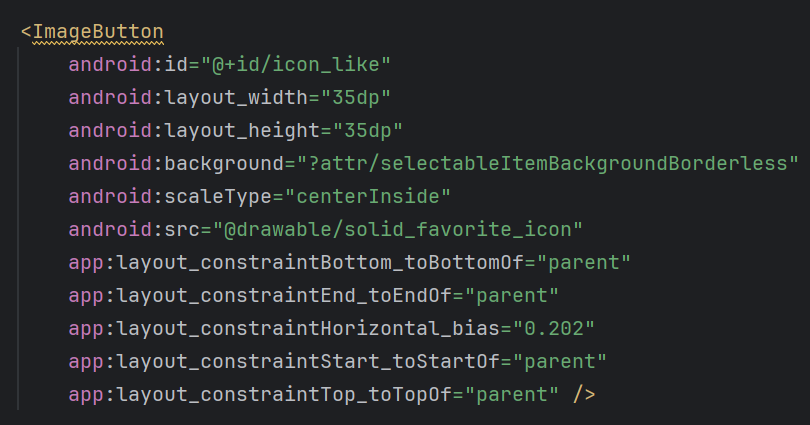 <ImageButton
android:id="@+id/icon_like"
android:layout_width="35dp"
android:layout_height="35dp"
android:background="?attr/selectableItemBackgroundBorderless"
android:scaleType="centerInside"
android:src="@drawable/solid_favorite_icon"
app:layout_constraintBottom_toBottomOf="parent"
app:layout_constraintEnd_toEndOf="parent"
app:layout_constraintHorizontal_bias="0.202"
app:layout_constraintStart_toStartOf="parent"
app:layout_constraintTop_toTopOf="parent" />